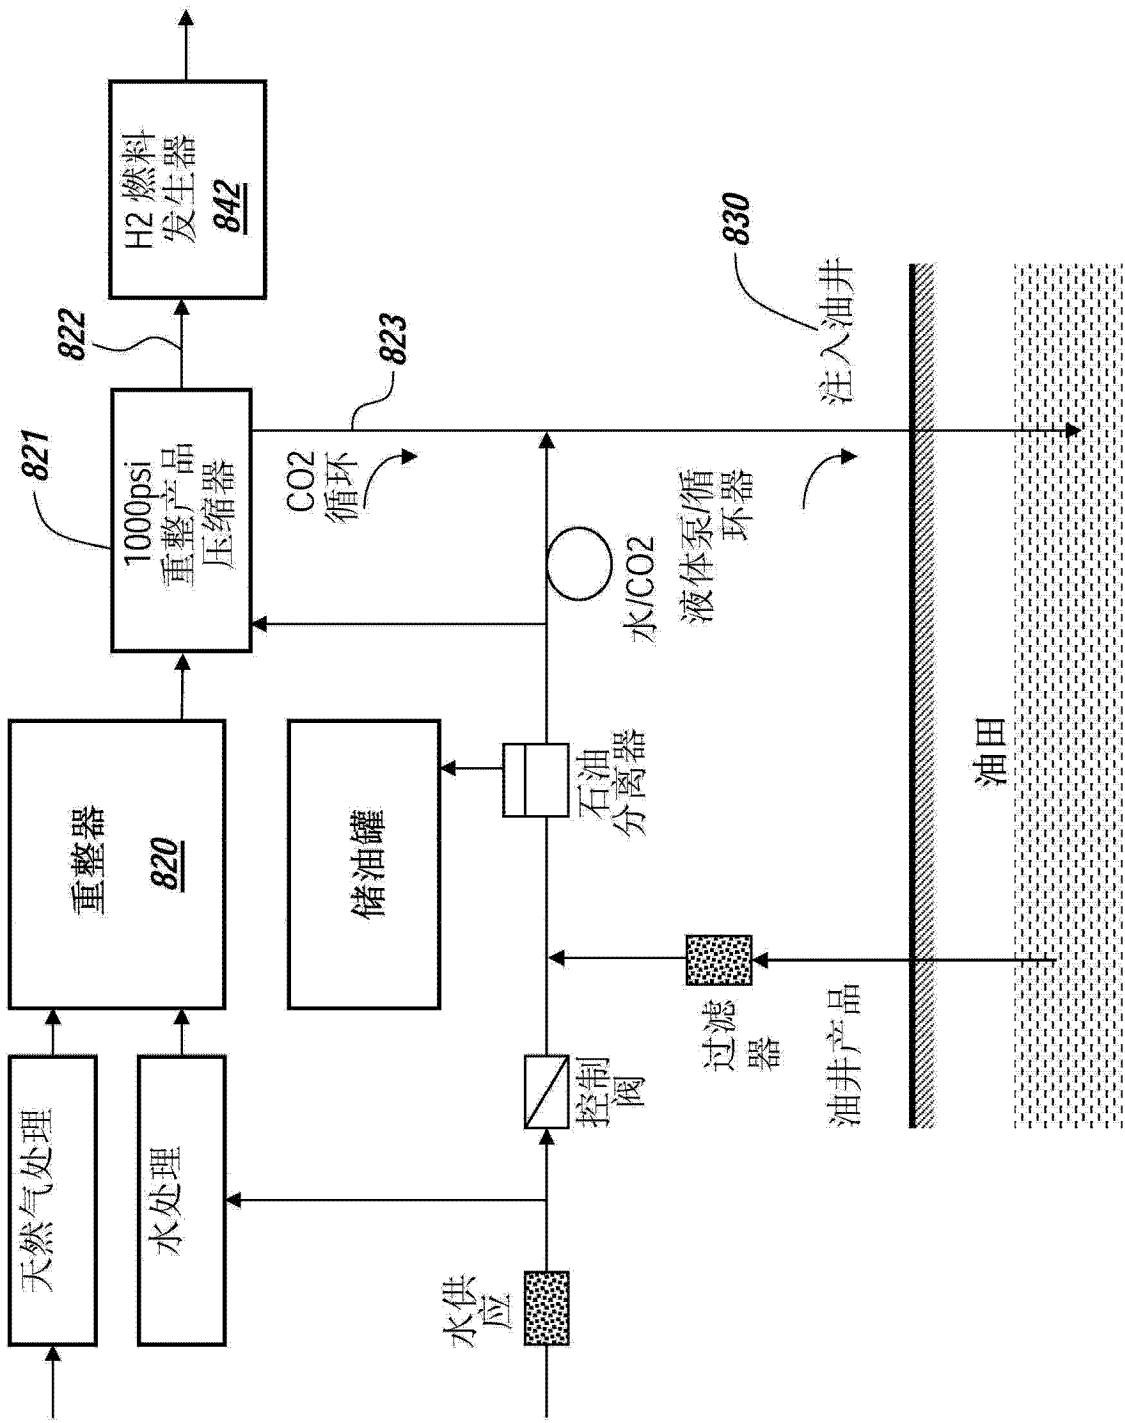 天然气处理
水处理
水供
应
重整器
820
储油罐
控制
阀
过滤
器
油井产品
石油
分离器
821
1000psi
重整产品
压缩器
822
H2 燃料
发生器
842
CO2
循环
823
水/CO2
液体泵/循
环器
注入油井
830
油田